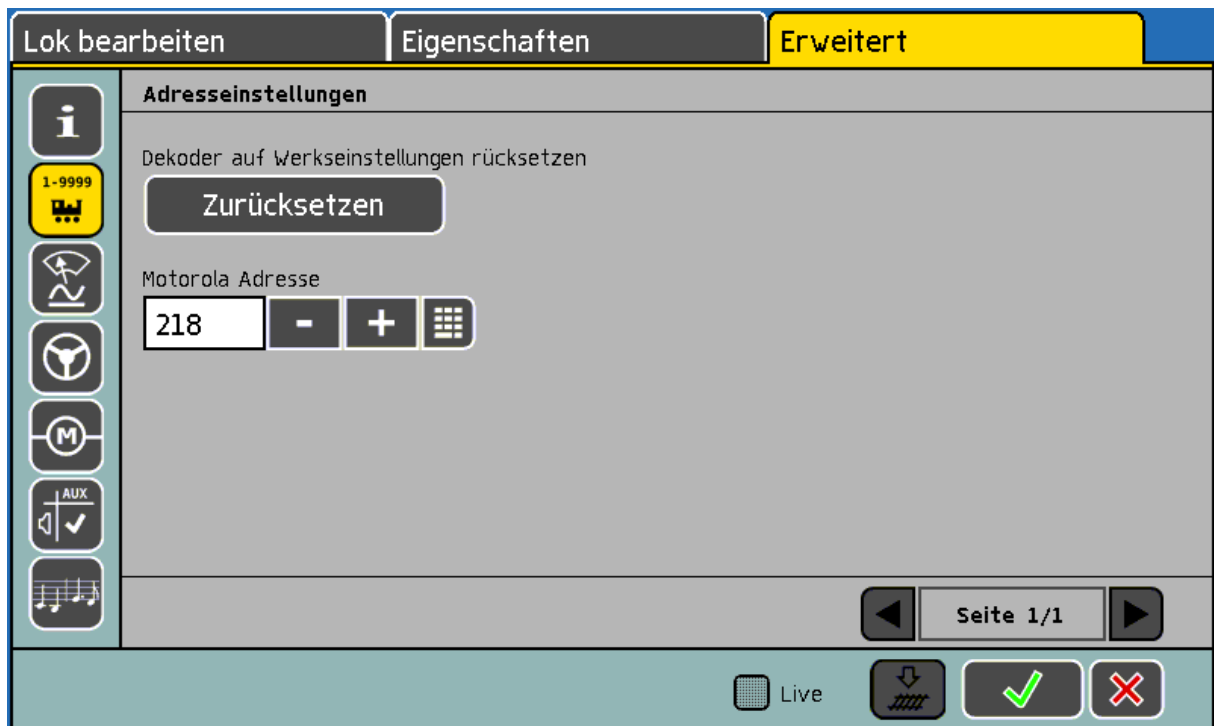 Lok bearbeiten
Eigenschaften
Erweitert
Adresseinstellungen
i
Dekoder auf Werkseinstellungen rücksetzen
1-9999
Zurücksetzen
Motorola Adresse
218
-
+
M
AUX
Seite 1/1
Live